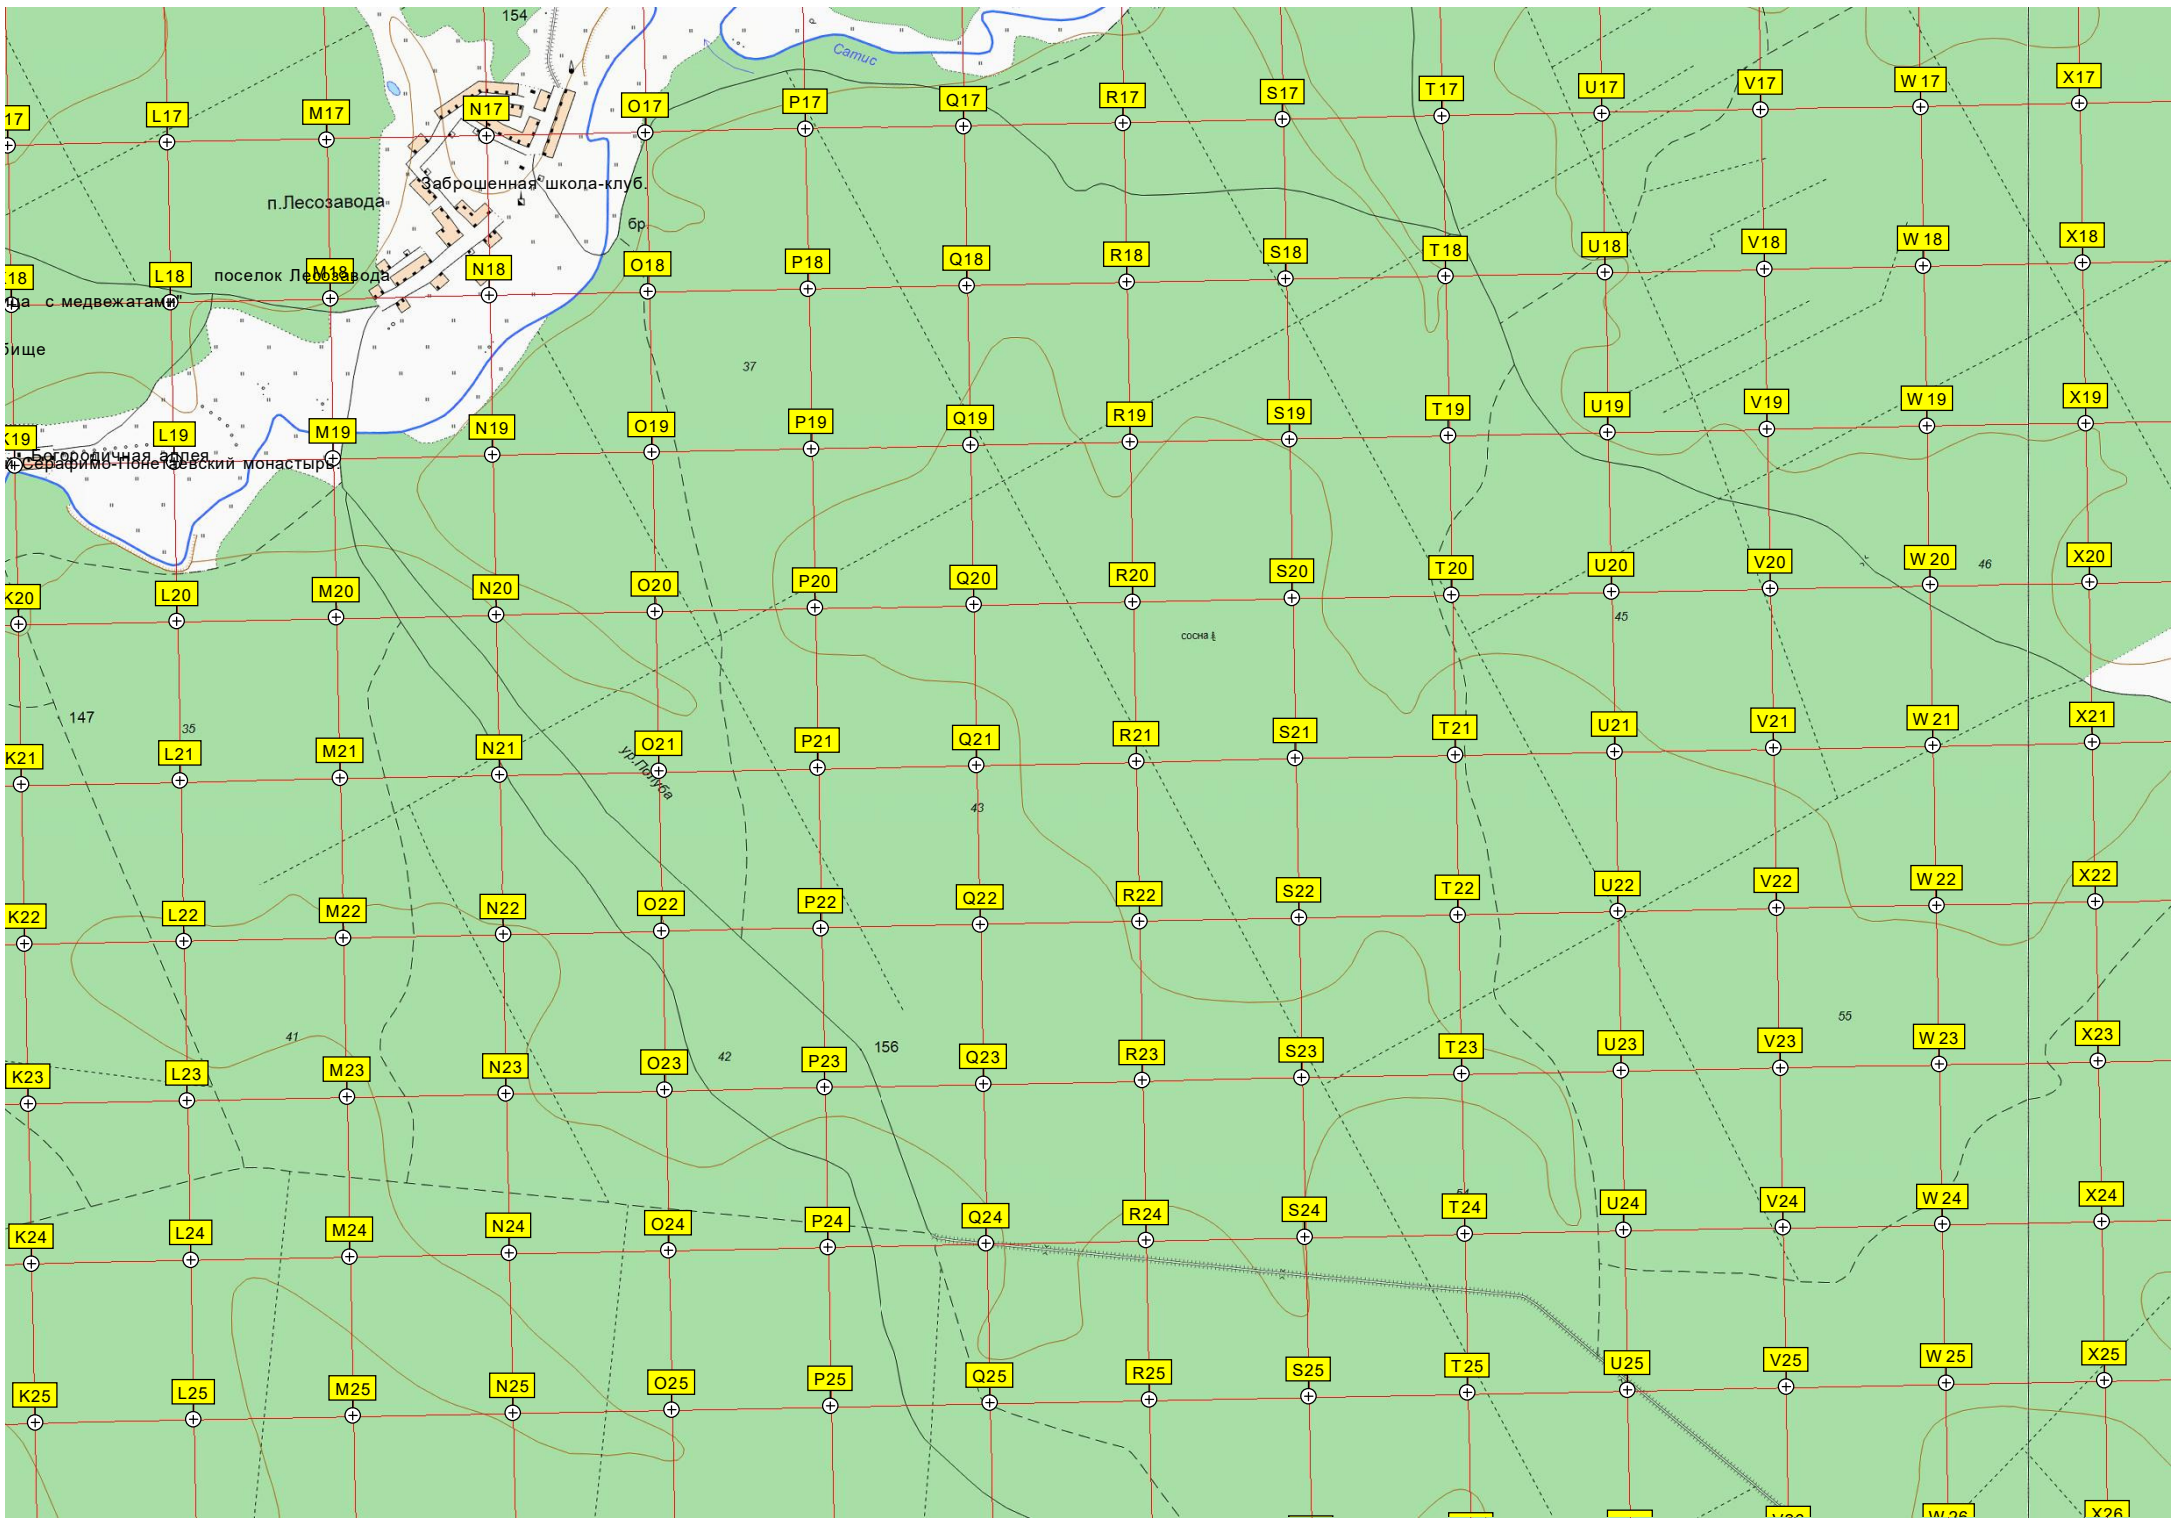 154
Сатис
17 L17 M17 N17 O17 P17 Q17 R17 S17 T17 U17 V17 W17 X17
Заброшенная школа-клуб.
п.Лесозавода
бр.
18 L18 M18 N18 O18 P18 Q18 R18 S18 T18 U18 V18 W18 X18
поселок Лесозавода
с медвежатами"
37
K19 L19 M19 N19 O19 P19 Q19 R19 S19 T19 U19 V19 W19 X19
Богородичная аллея
Серафимо-Понетаевский монастырь.
46
K20 L20 M20 N20 O20 P20 Q20 R20 S20 T20 U20 V20 W20 X20
45
сосна
147
35
K21 L21 M21 N21 O21 P21 Q21 R21 S21 T21 U21 V21 W21 X21
ур.Полуба
43
K22 L22 M22 N22 O22 P22 Q22 R22 S22 T22 U22 V22 W22 X22
55
41
42
156
K23 L23 M23 N23 O23 P23 Q23 R23 S23 T23 U23 V23 W23 X23
K24 L24 M24 N24 O24 P24 Q24 R24 S24 T24 U24 V24 W24 X24
K25 L25 M25 N25 O25 P25 Q25 R25 S25 T25 U25 V25 W25 X25
W26 X26